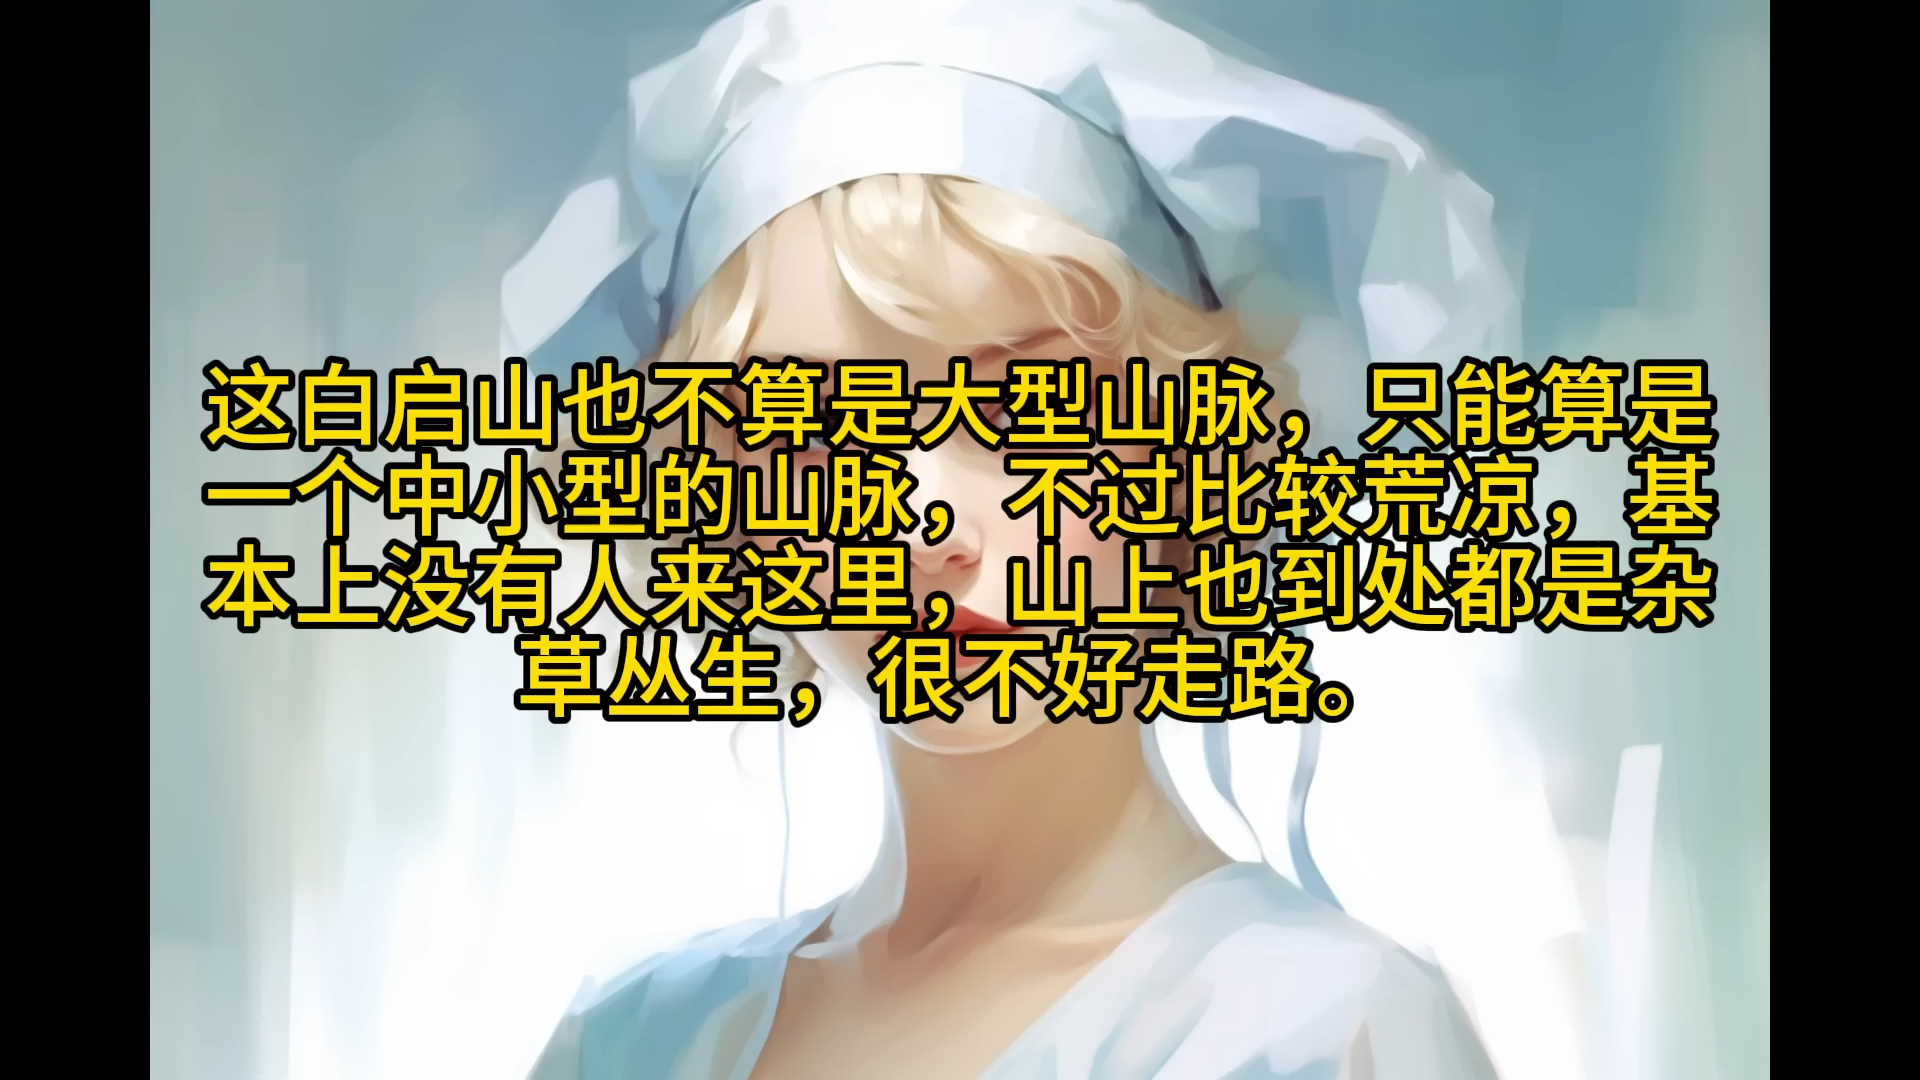 这白启山也不算是大型山脉，只能算是
一个中小型的山脉，不过比较荒凉，基
本上没有人来这里，山上也到处都是杂
草丛生，很不好走路。